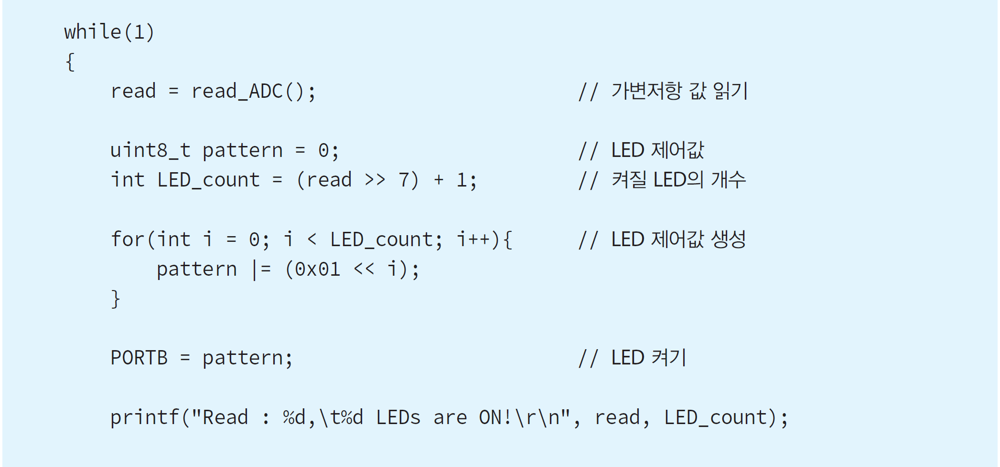 while(1)
{
    read = read_ADC();                       // 가변저항 값 읽기

    uint8_t pattern = 0;                     // LED 제어값
    int LED_count = (read >> 7) + 1;         // 켜질 LED의 개수

    for(int i = 0; i < LED_count; i++){      // LED 제어값 생성
        pattern |= (0x01 << i);
    }

    PORTB = pattern;                         // LED 켜기

    printf("Read : %d,\t%d LEDs are ON!\r\n", read, LED_count);